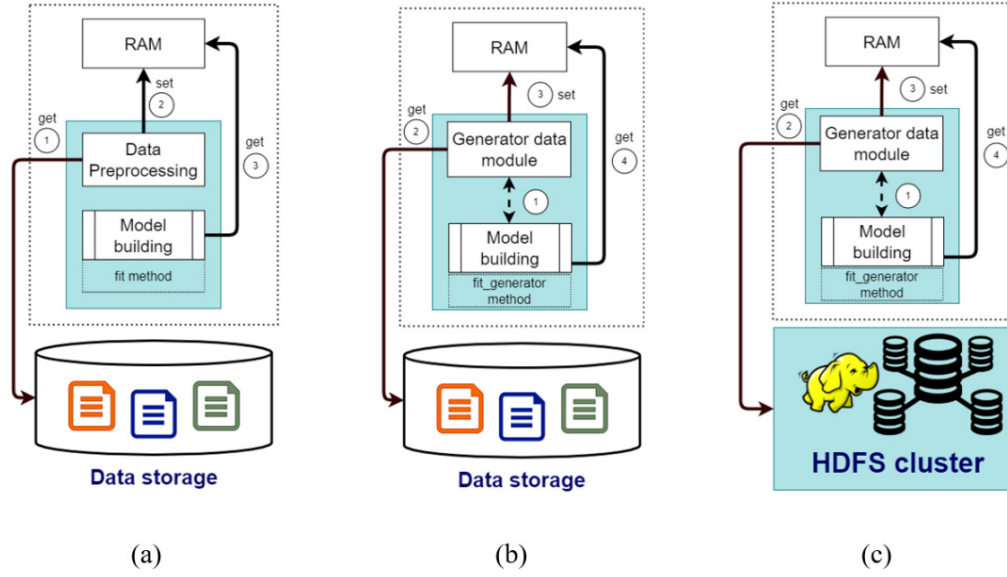 RAM
set
2
get
1
Data
Preprocessing
get
3
Model
building
fit method
Data storage
(a)
RAM
3 set
get
2
Generator data
module
get
4
1
Model
building
fit_generator
method
Data storage
(b)
RAM
3 set
get
2
Generator data
module
get
4
1
Model
building
fit_generator
method
HDFS cluster
(c)